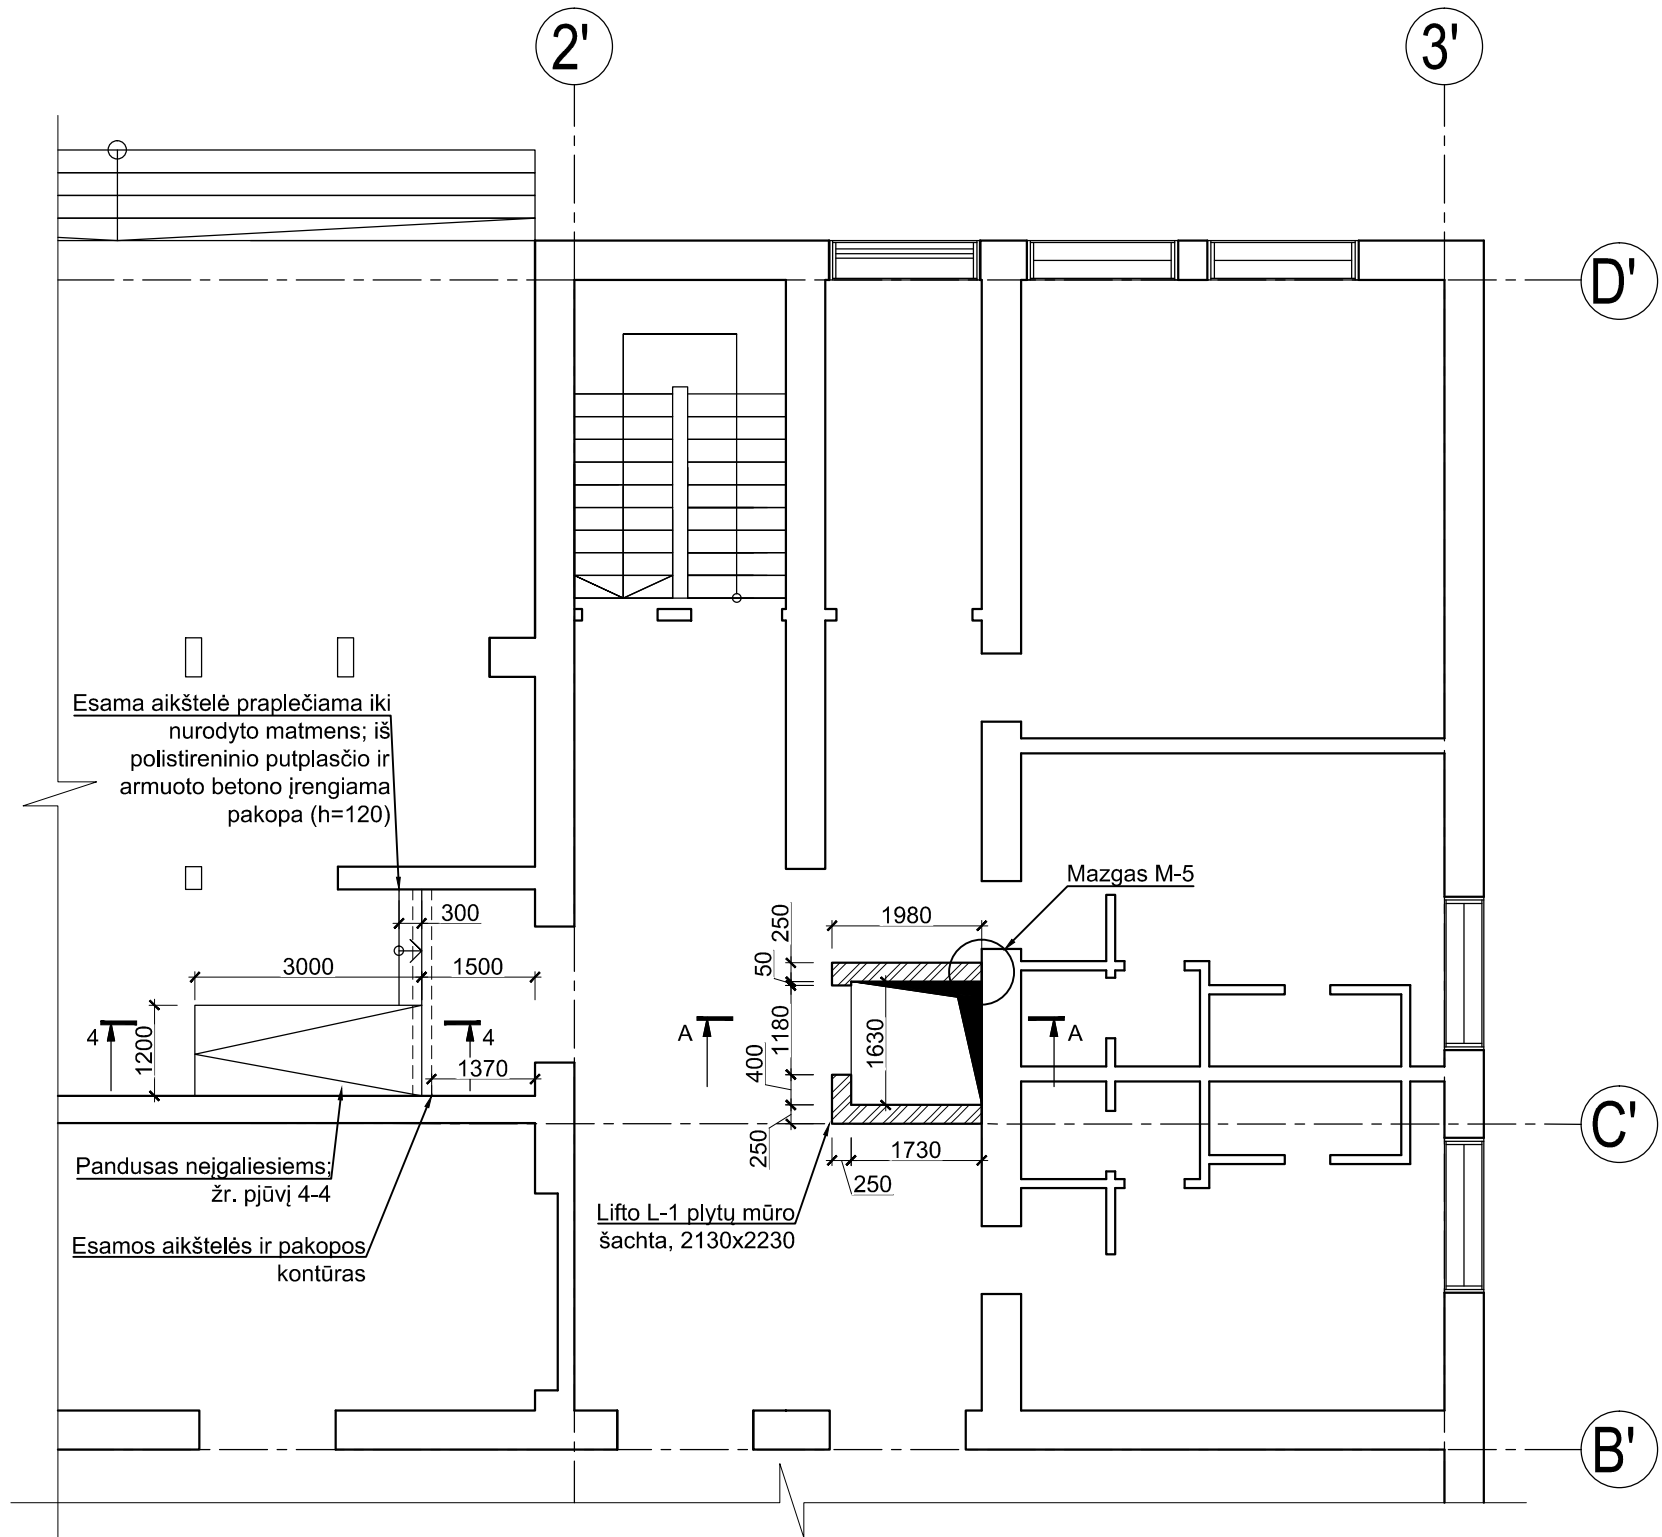 2'
3'
D'
Esama aikštelė praplečiama iki
nurodyto matmens; iš
polistireninio putplasčio ir
armuoto betono įrengiama
pakopa (h=120)
Mazgas M-5
300
3000
1500
1980
250
50
1180
400
250
1630
4
4
1200
1370
A
A
1730
250
C'
Pandusas neįgaliesiems;
žr. pjūvį 4-4
Esamos aikštelės ir pakopos
kontūras
Lifto L-1 plytų mūro
šachta, 2130x2230
B'